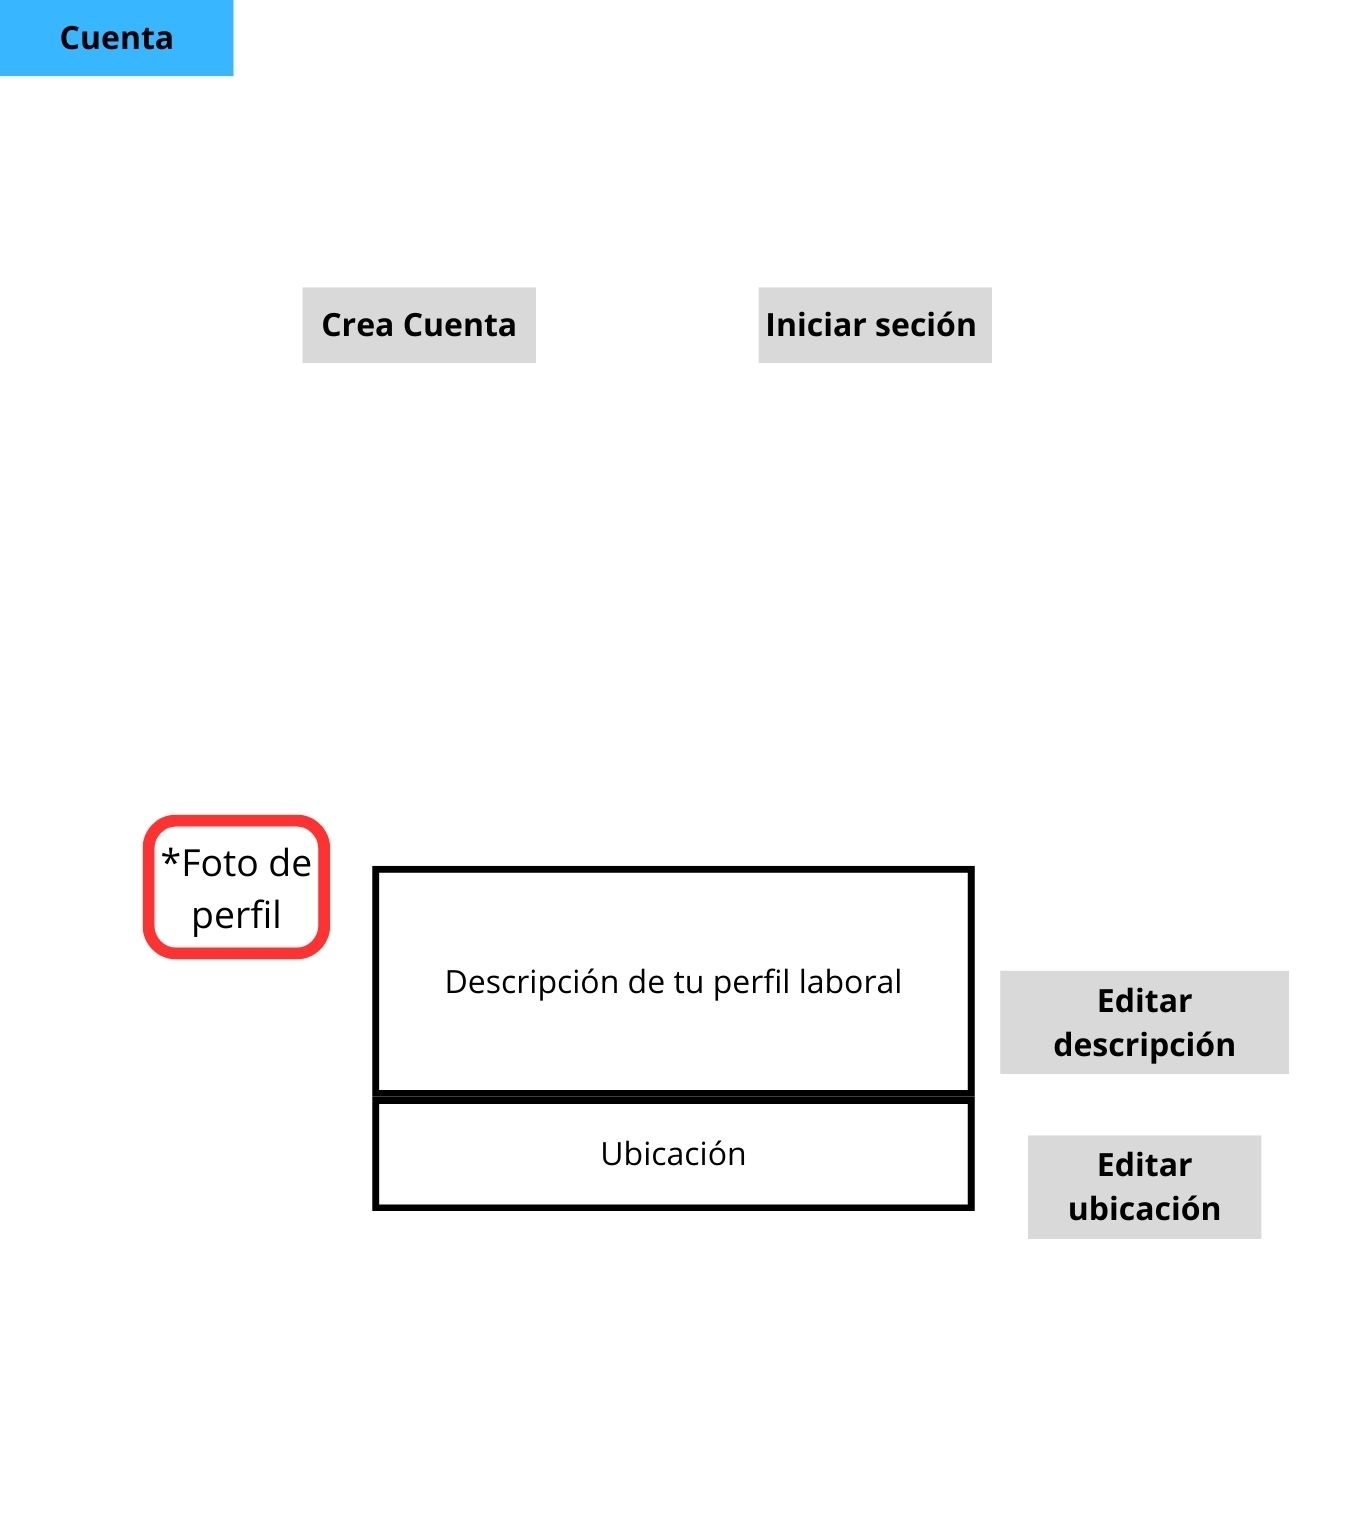 Cuenta
Crea Cuenta
Iniciar seción
*Foto de
perfil
Descripción de tu perfil laboral
Editar
descripción
Ubicación
Editar
ubicación